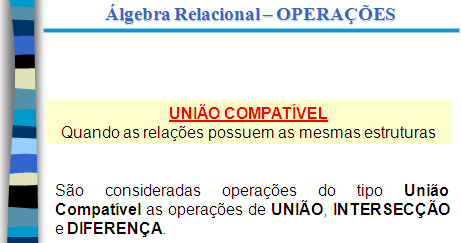 Álgebra Relacional – OPERAÇÕES
UNIÃO COMPATÍVEL
Quando as relações possuem as mesmas estruturas
São consideradas operações do tipo União
Compatível as operações de UNIÃO, INTERSECÇÃO
e DIFERENÇA.